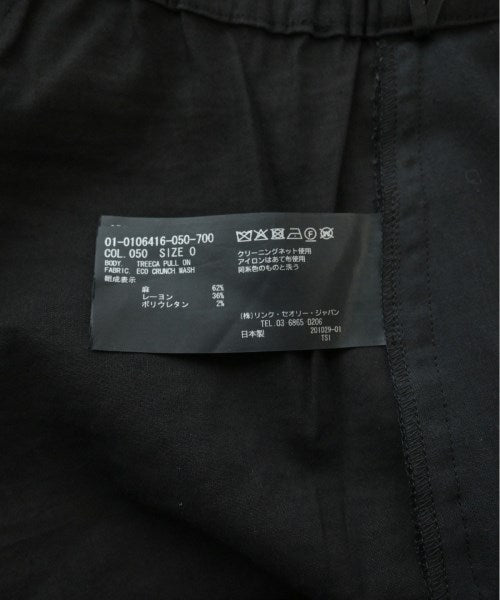 01-0106416-050-700
COL. 050 SIZE 0
BODY. TREECA PULL ON
FABRIC. ECO CRUNCH WASH
組成表示
麻 62%
レーヨン 36%
ポリウレタン 2%
クリーニングネット使用
アイロンはあて布使用
同系色のものと洗う
(株)リンク・セオリー・ジャパン
TEL.03 6865 0206
日本製
201029-01
TS1